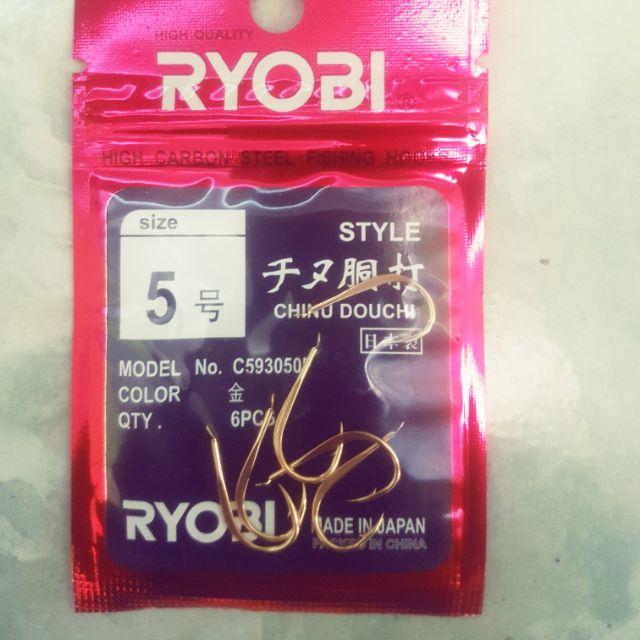 HIGH QUALITY
RYOBI
HIGH CARBON STEEL FISHING HOOKS
size
5号
STYLE
チヌ胴打
CHINU DOUCHI
日本製
MODEL No. C593050
COLOR 金
QTY. 6PCS
RYOBI
MADE IN JAPAN
PACKED IN CHINA